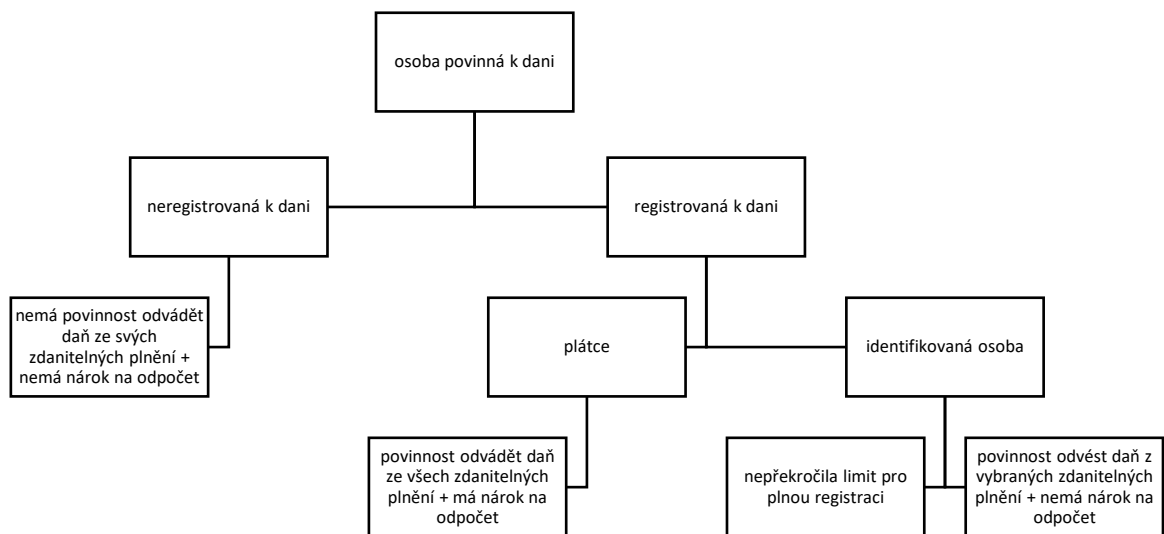 osoba povinná k dani
neregistrovaná k dani
registrovaná k dani
nemá povinnost odvádět
daň ze svých
zdanitelných plnění +
nemá nárok na odpočet
plátce
identifikovaná osoba
povinnost odvádět daň
ze všech zdanitelných
plnění + má nárok na
odpočet
nepřekročila limit pro
plnou registraci
povinnost odvést daň z
vybraných zdanitelných
plnění + nemá nárok na
odpočet